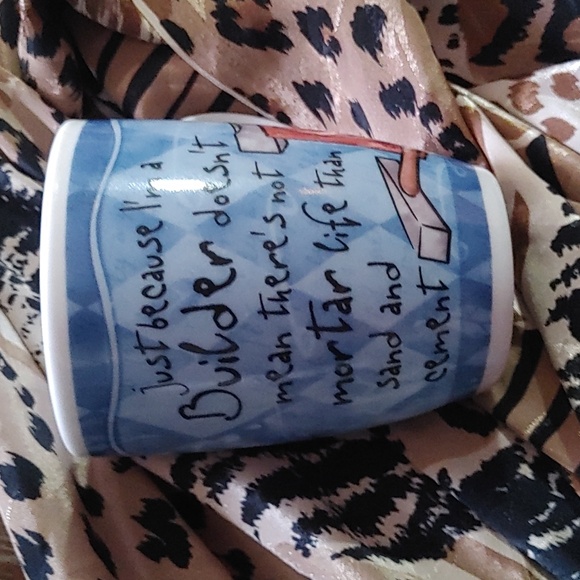 just because I'm a
Builder doesn't
mean there's not
mortar life than
sand and
cement